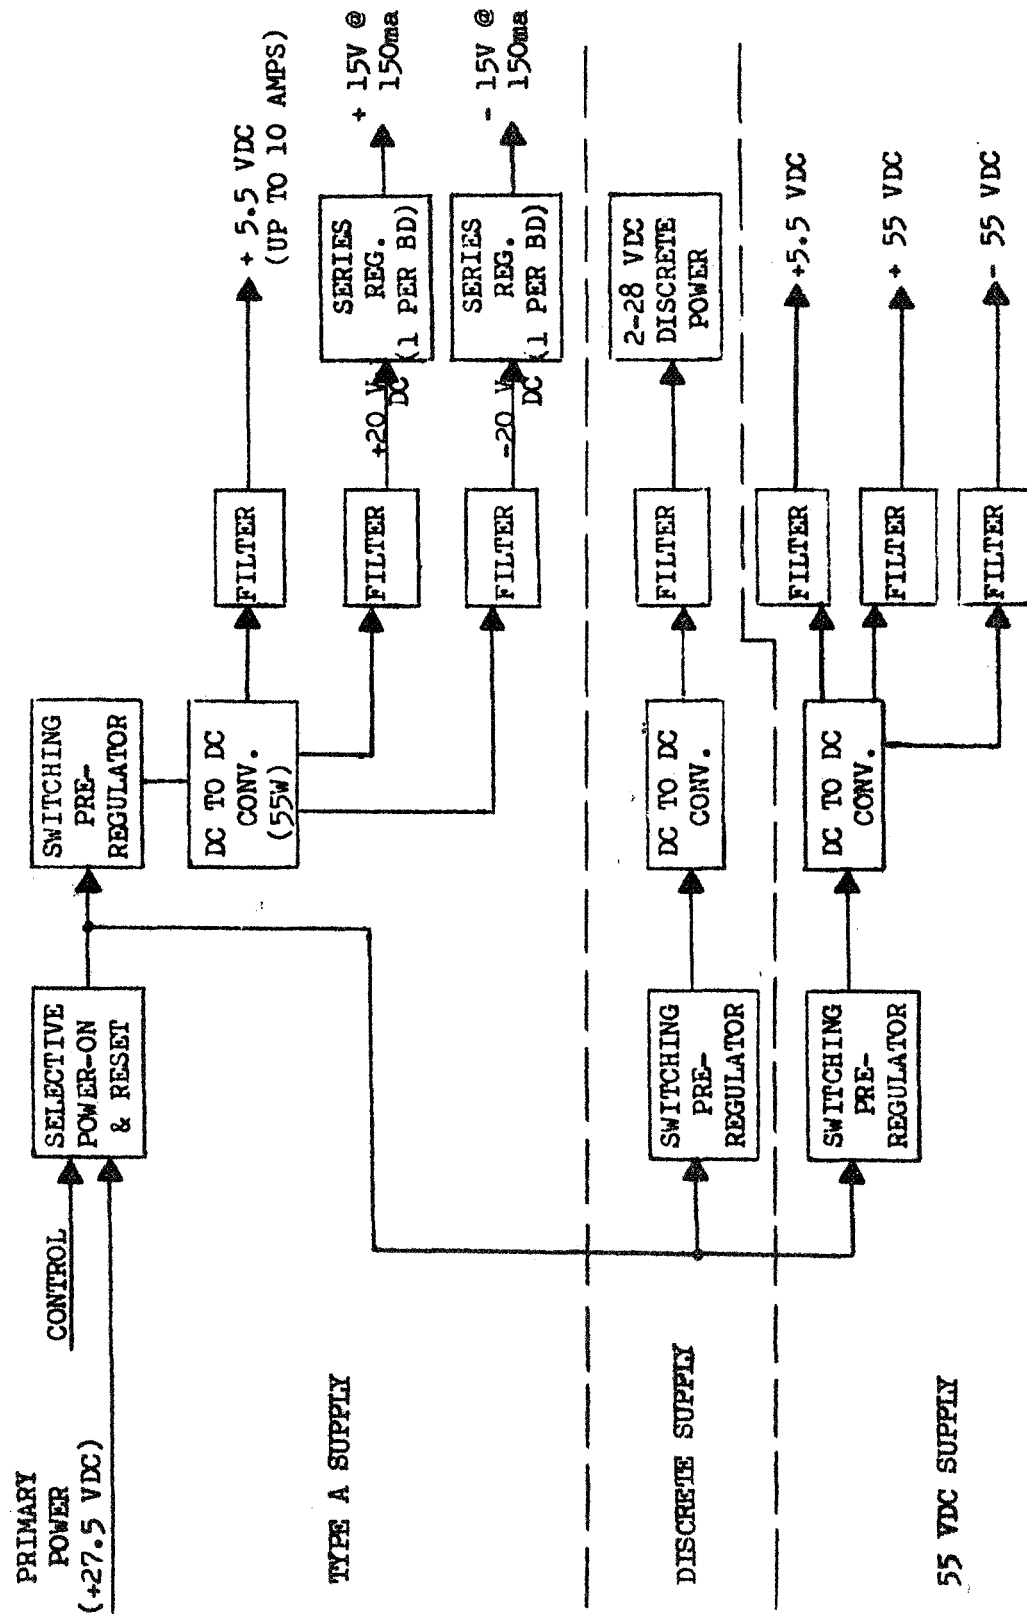 PRIMARY
POWER
(+27.5 VDC)
CONTROL
SELECTIVE
POWER-ON
& RESET
SWITCHING
PRE-
REGULATOR
DC TO DC
CONV.
(55W)
FILTER
+ 5.5 VDC
(UP TO 10 AMPS)
FILTER
+20 V
DC
SERIES
REG.
(1 PER BD)
+ 15V @
150ma
FILTER
-20 V
DC
SERIES
REG.
(1 PER BD)
- 15V @
150ma
TYPE A SUPPLY
DISCRETE SUPPLY
SWITCHING
PRE-
REGULATOR
DC TO DC
CONV.
FILTER
2-28 VDC
DISCRETE
POWER
55 VDC SUPPLY
SWITCHING
PRE-
REGULATOR
DC TO DC
CONV.
FILTER
+5.5 VDC
FILTER
+ 55 VDC
FILTER
- 55 VDC